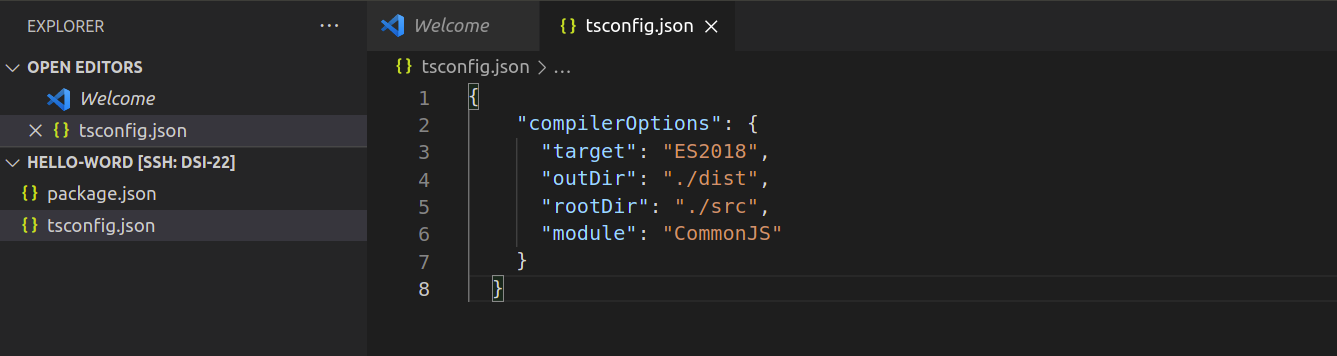 EXPLORER ...
OPEN EDITORS
Welcome
tsconfig.json
HELLO-WORD [SSH: DSI-22]
package.json
tsconfig.json
Welcome tsconfig.json
tsconfig.json > ...
1 {
2 "compilerOptions": {
3 "target": "ES2018",
4 "outDir": "./dist",
5 "rootDir": "./src",
6 "module": "CommonJS"
7 }
8 }